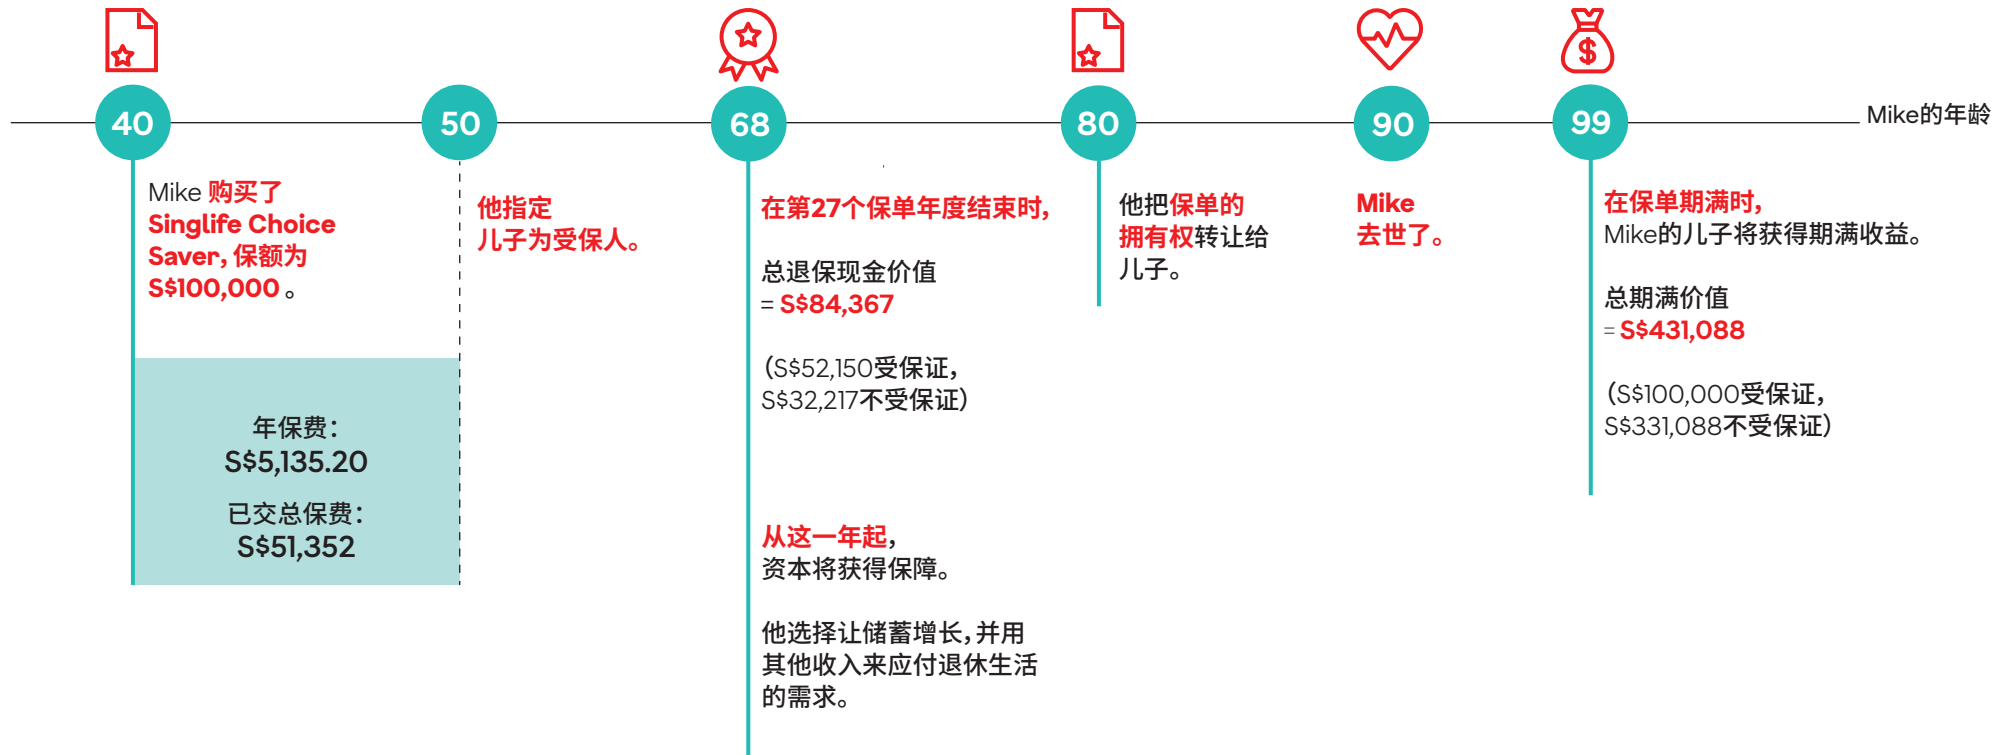 40
50
68
80
90
99
Mike的年龄
Mike 购买了
Singlife Choice
Saver, 保额为
S$100,000 。
年保费：
S$5,135.20
已交总保费：
S$51,352
他指定
儿子为受保人。
在第27个保单年度结束时,
总退保现金价值
= S$84,367
（S$52,150受保证，
S$32,217不受保证）
从这一年起，
资本将获得保障。
他选择让储蓄增长，并用
其他收入来应付退休生活
的需求。
他把保单的
拥有权转让给
儿子。
Mike
去世了。
在保单期满时,
Mike的儿子将获得期满收益。
总期满价值
= S$431,088
（S$100,000受保证，
S$331,088不受保证）
$